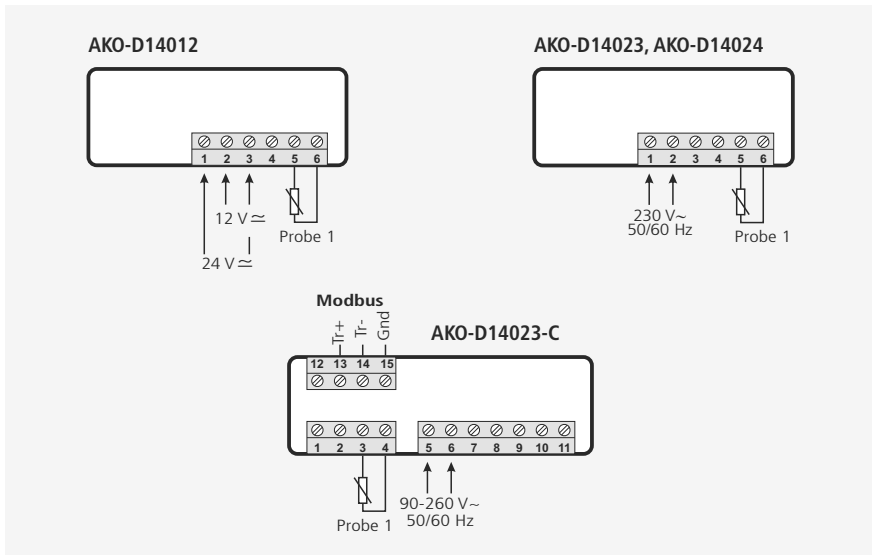 AKO-D14012
1 2 3 4 5 6
12 V ≂
Probe 1
24 V ≂
AKO-D14023, AKO-D14024
1 2 3 4 5 6
230 V~
50/60 Hz
Probe 1
Modbus
Tr+
Tr-
Gnd
AKO-D14023-C
12 13 14 15
1 2 3 4
5 6 7 8 9 10 11
Probe 1
90-260 V~
50/60 Hz